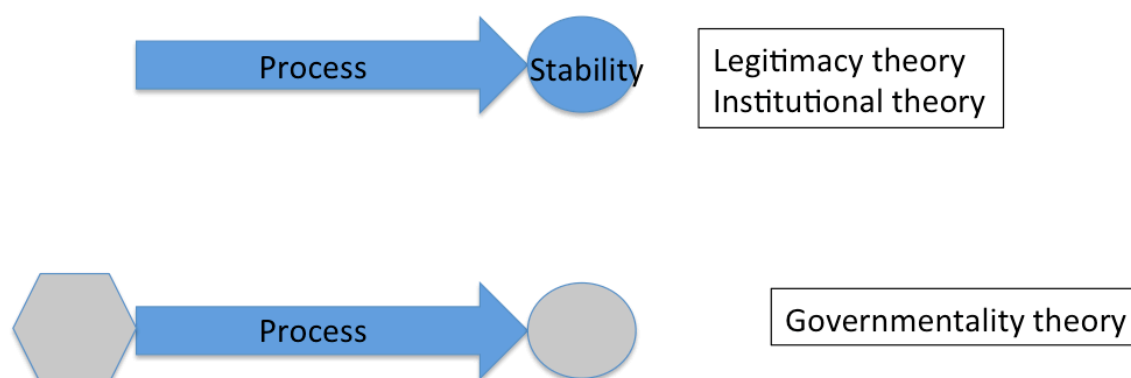 Process
Stability
Legitimacy theory
Institutional theory
Process
Governmentality theory